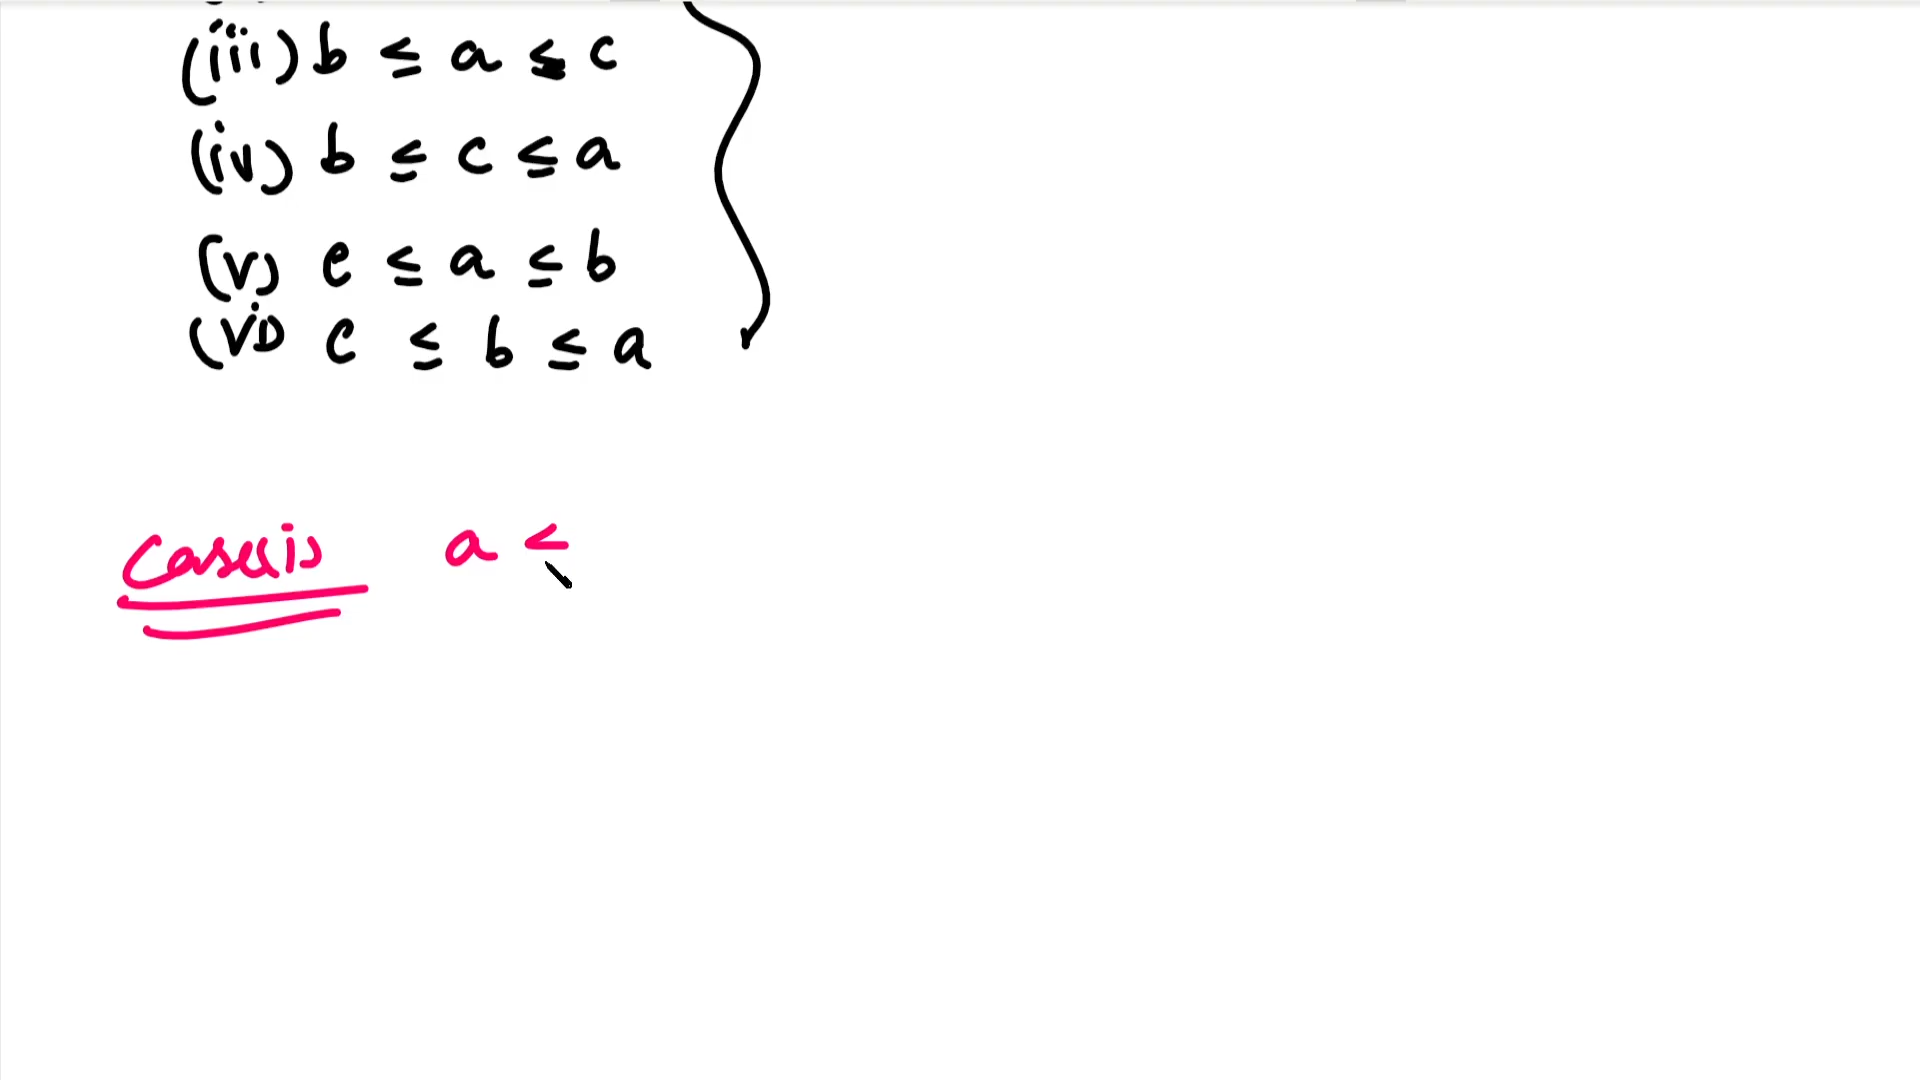 (iii) b ≤ a ≤ c
(iv) b ≤ c ≤ a
(v) c ≤ a ≤ b
(vi) c ≤ b ≤ a
Case(i) a <